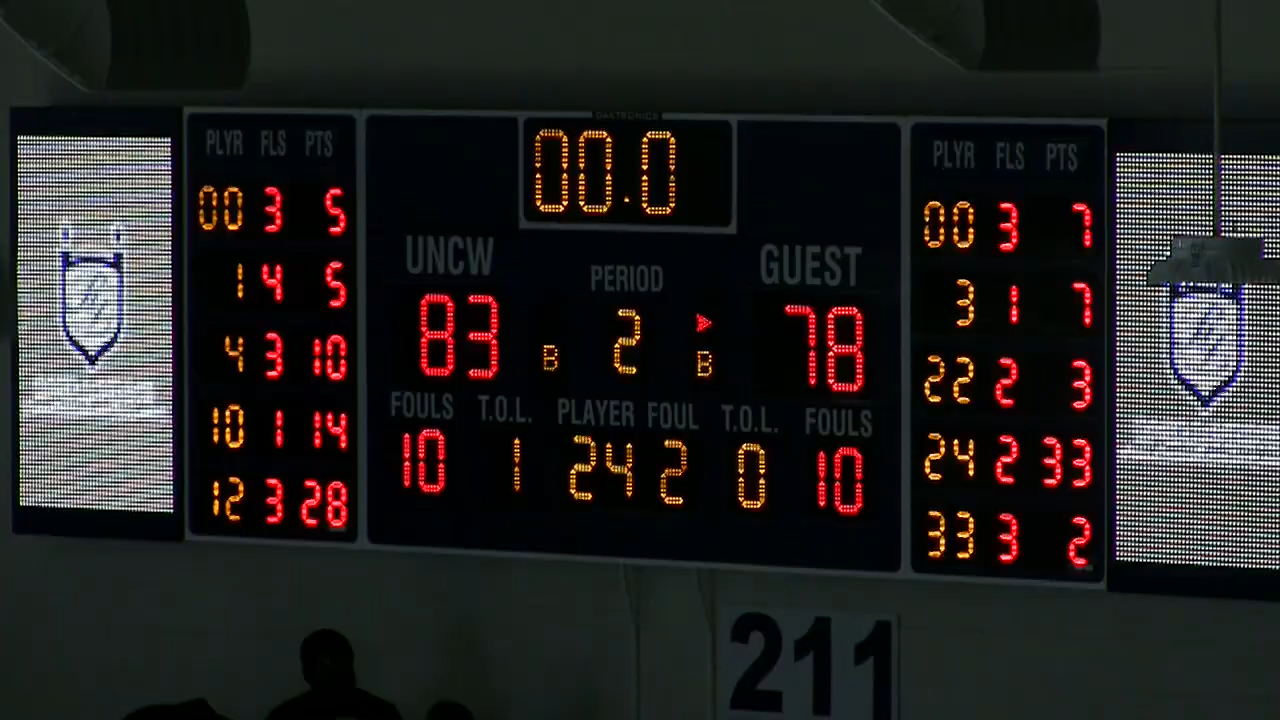 DAKTRONICS
00.0
PLYR FLS PTS
00 3 5
1 4 5
4 3 10
10 1 14
12 3 28
UNCW PERIOD GUEST
83 B 2 B 78
FOULS T.O.L. PLAYER FOUL T.O.L. FOULS
10 1 24 2 0 10
PLYR FLS PTS
00 3 7
3 1 7
22 2 3
24 2 33
33 3 2
211